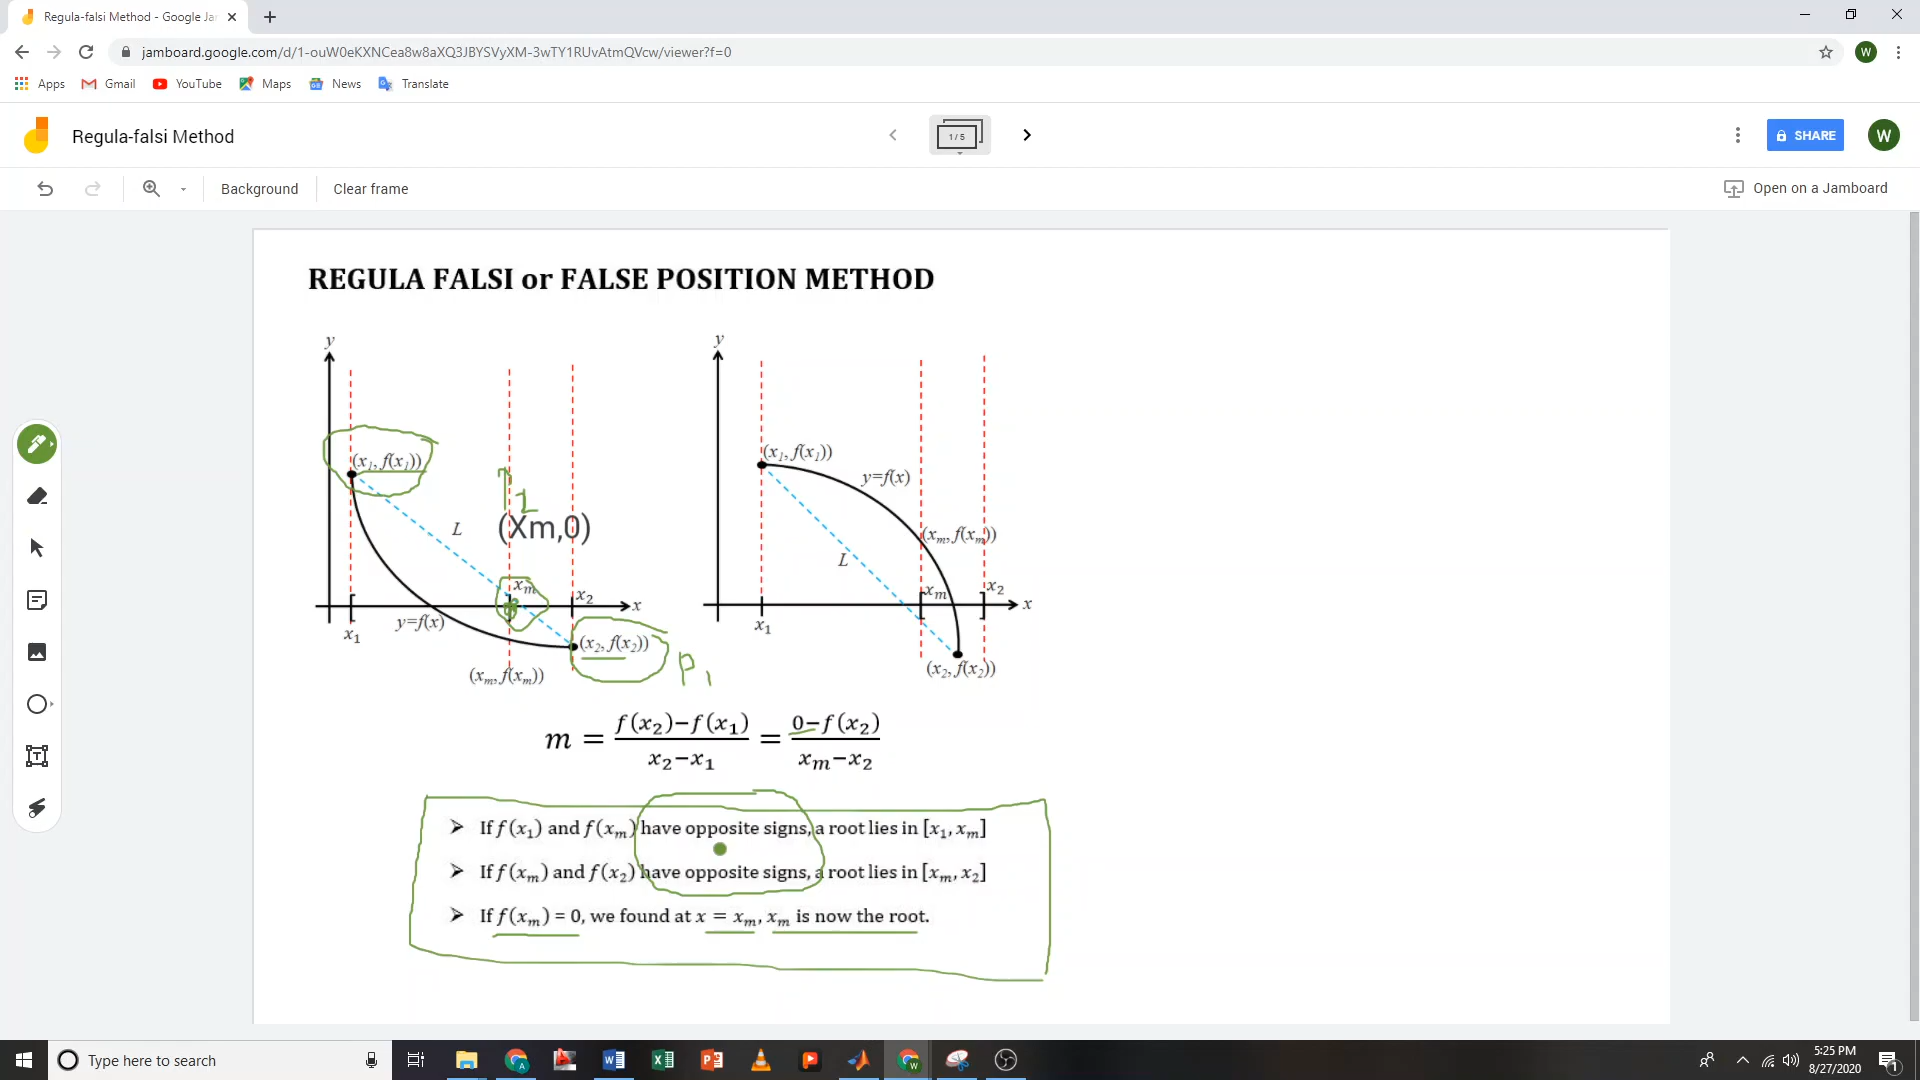 Regula-falsi Method - Google Ja
jamboard.google.com/d/1-ouW0eKXNCea8w8aXQ3JBYSVyXM-3wTY1RUvAtmQVcw/viewer?f=0
W
Apps Gmail YouTube Maps News Translate
Regula-falsi Method
1 / 5
SHARE
W
Background
Clear frame
Open on a Jamboard
REGULA FALSI or FALSE POSITION METHOD
y
(x₁, f(x₁))
L
(Xm,0)
xₘ
x₂
x
x₁
y=f(x)
(x₂, f(x₂))
(xₘ, f(xₘ))
P₁
y
(x₁, f(x₁))
y=f(x)
(xₘ, f(xₘ))
L
xₘ
x₂
x
x₁
(x₂, f(x₂))
m = f(x₂)−f(x₁) / x₂−x₁ = 0−f(x₂) / xₘ−x₂
➢ If f(x₁) and f(xₘ) have opposite signs, a root lies in [x₁, xₘ]
➢ If f(xₘ) and f(x₂) have opposite signs, a root lies in [xₘ, x₂]
➢ If f(xₘ) = 0, we found at x = xₘ, xₘ is now the root.
Type here to search
5:25 PM
8/27/2020
1